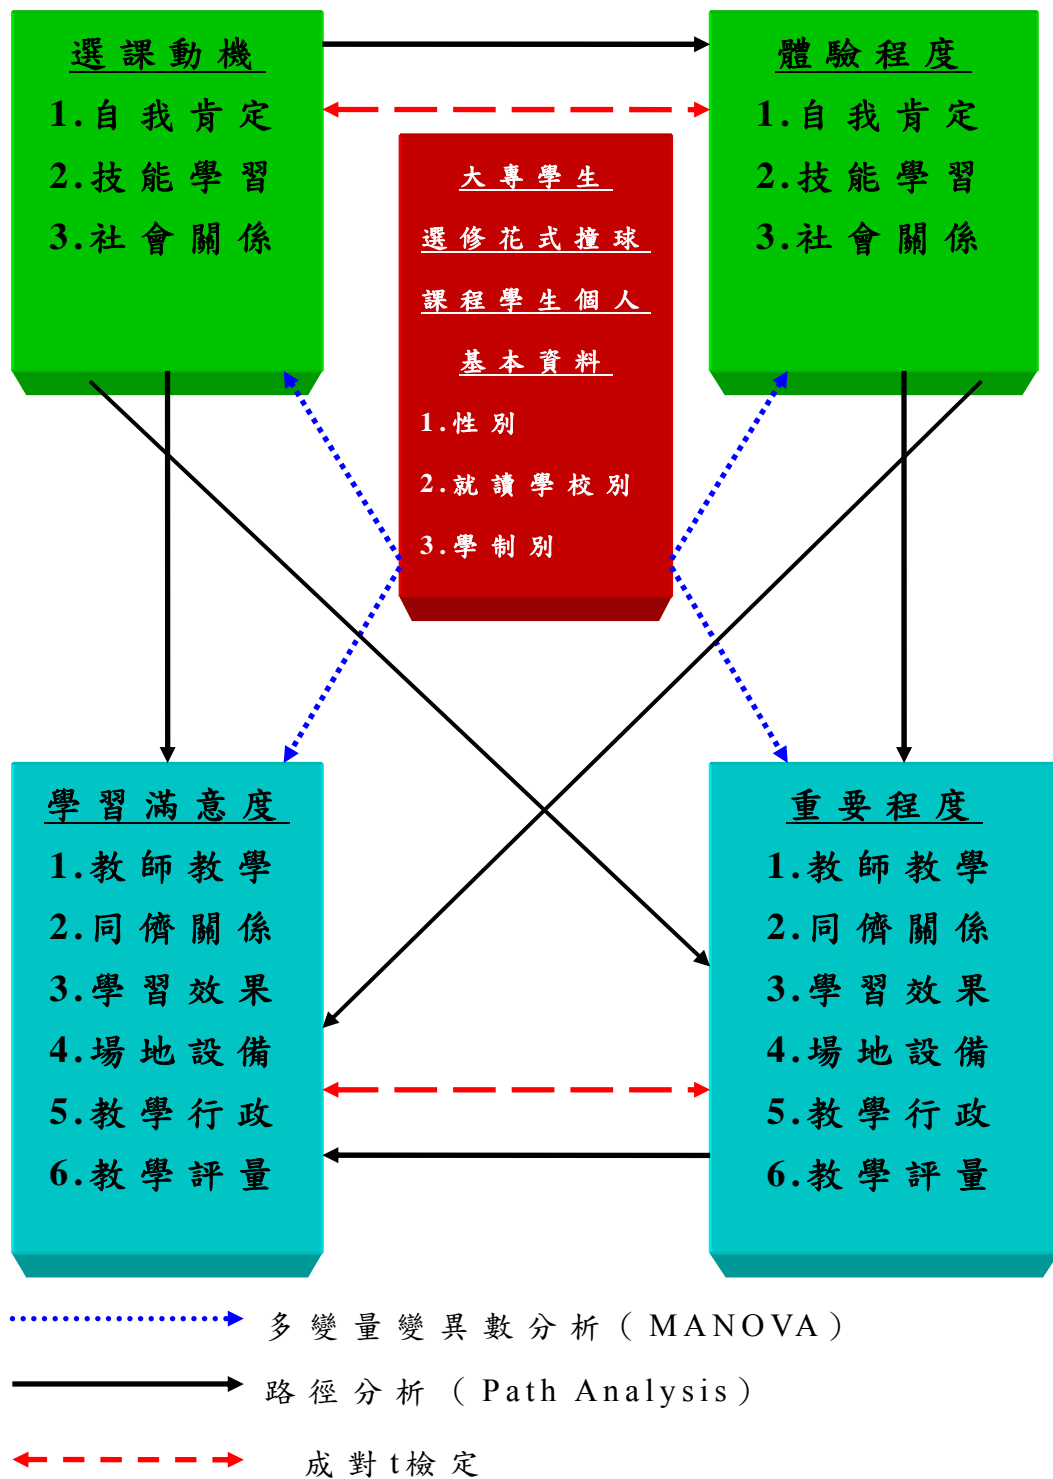 選課動機
1.自我肯定
2.技能學習
3.社會關係
體驗程度
1.自我肯定
2.技能學習
3.社會關係
大專學生
選修花式撞球
課程學生個人
基本資料
1.性別
2.就讀學校別
3.學制別
學習滿意度
1.教師教學
2.同儕關係
3.學習效果
4.場地設備
5.教學行政
6.教學評量
重要程度
1.教師教學
2.同儕關係
3.學習效果
4.場地設備
5.教學行政
6.教學評量
多變量變異數分析（MANOVA）
路徑分析（Path Analysis）
成對t檢定